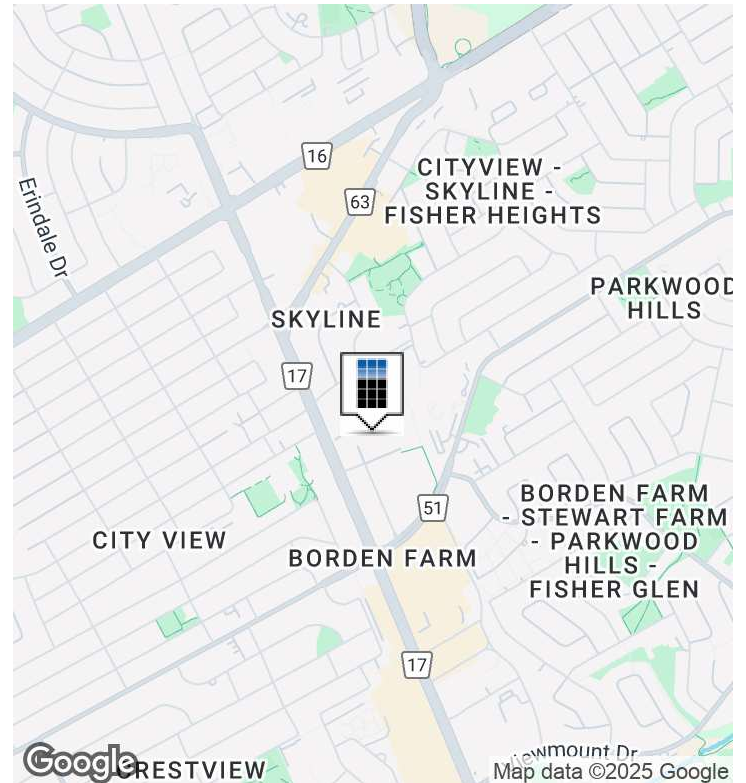 16
CITYVIEW -
SKYLINE -
FISHER HEIGHTS
63
Erindale Dr
PARKWOOD
HILLS
SKYLINE
17
51
BORDEN FARM
- STEWART FARM
- PARKWOOD
HILLS -
FISHER GLEN
CITY VIEW
BORDEN FARM
17
Google
CRESTVIEW
Viewmount Dr
Map data ©2025 Google